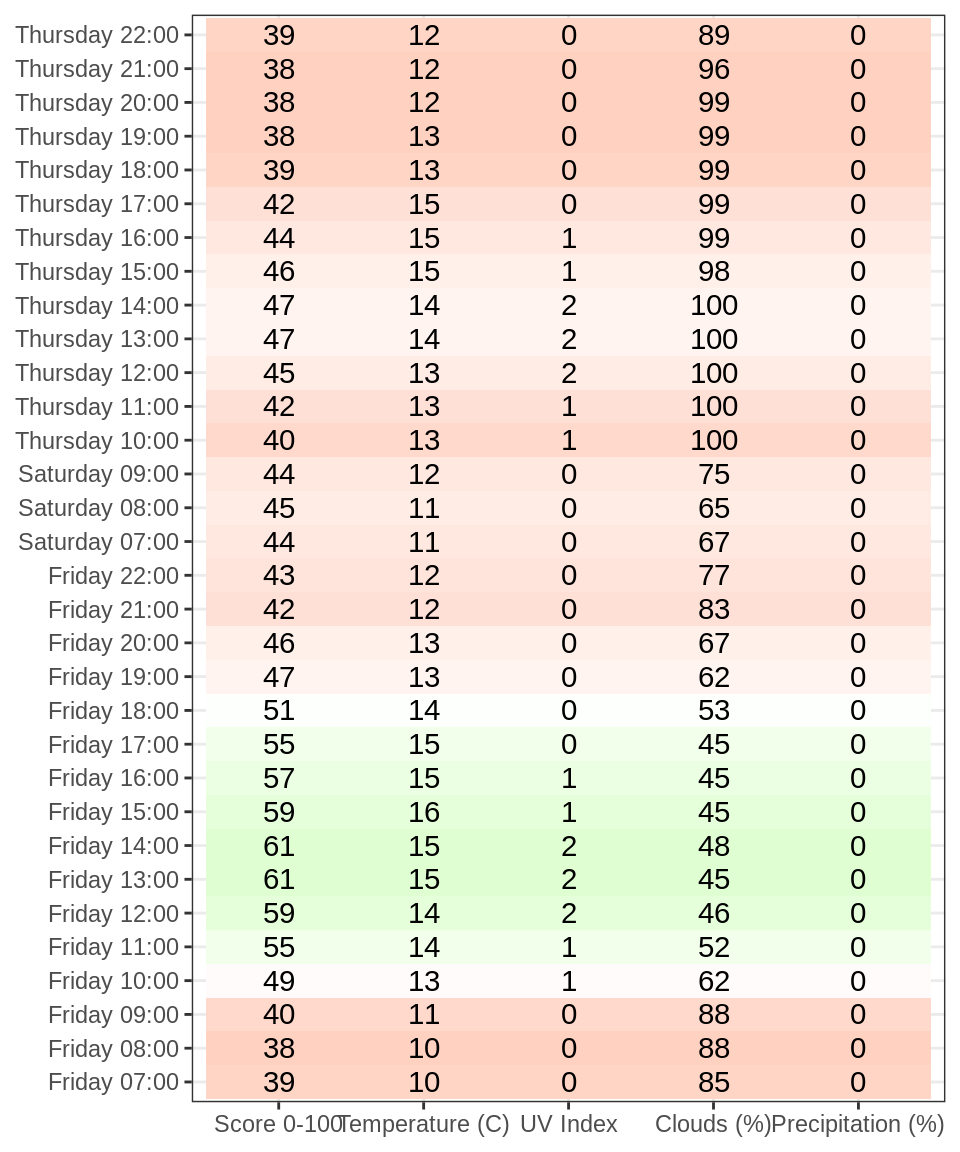 Thursday 22:00 39 12 0 89 0
Thursday 21:00 38 12 0 96 0
Thursday 20:00 38 12 0 99 0
Thursday 19:00 38 13 0 99 0
Thursday 18:00 39 13 0 99 0
Thursday 17:00 42 15 0 99 0
Thursday 16:00 44 15 1 99 0
Thursday 15:00 46 15 1 98 0
Thursday 14:00 47 14 2 100 0
Thursday 13:00 47 14 2 100 0
Thursday 12:00 45 13 2 100 0
Thursday 11:00 42 13 1 100 0
Thursday 10:00 40 13 1 100 0
Saturday 09:00 44 12 0 75 0
Saturday 08:00 45 11 0 65 0
Saturday 07:00 44 11 0 67 0
Friday 22:00 43 12 0 77 0
Friday 21:00 42 12 0 83 0
Friday 20:00 46 13 0 67 0
Friday 19:00 47 13 0 62 0
Friday 18:00 51 14 0 53 0
Friday 17:00 55 15 0 45 0
Friday 16:00 57 15 1 45 0
Friday 15:00 59 16 1 45 0
Friday 14:00 61 15 2 48 0
Friday 13:00 61 15 2 45 0
Friday 12:00 59 14 2 46 0
Friday 11:00 55 14 1 52 0
Friday 10:00 49 13 1 62 0
Friday 09:00 40 11 0 88 0
Friday 08:00 38 10 0 88 0
Friday 07:00 39 10 0 85 0
Score 0-100 Temperature (C) UV Index Clouds (%) Precipitation (%)